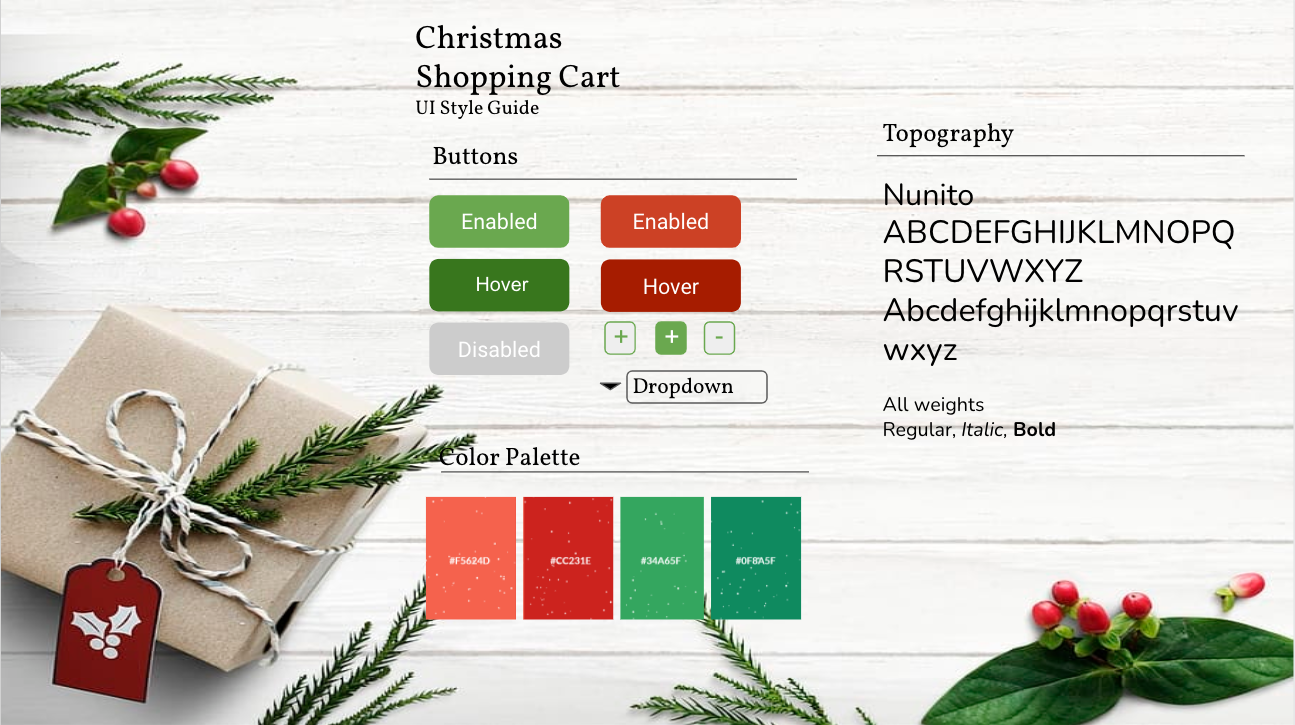 Christmas
Shopping Cart
UI Style Guide
Buttons
Enabled
Enabled
Hover
Hover
Disabled
+
+
-
Dropdown
Color Palette
#F5624D
#CC231E
#34A65F
#0F8A5F
Topography
Nunito
ABCDEFGHIJKLMNOPQ
RSTUVWXYZ
Abcdefghijklmnopqrstuv
wxyz
All weights
Regular, Italic, Bold